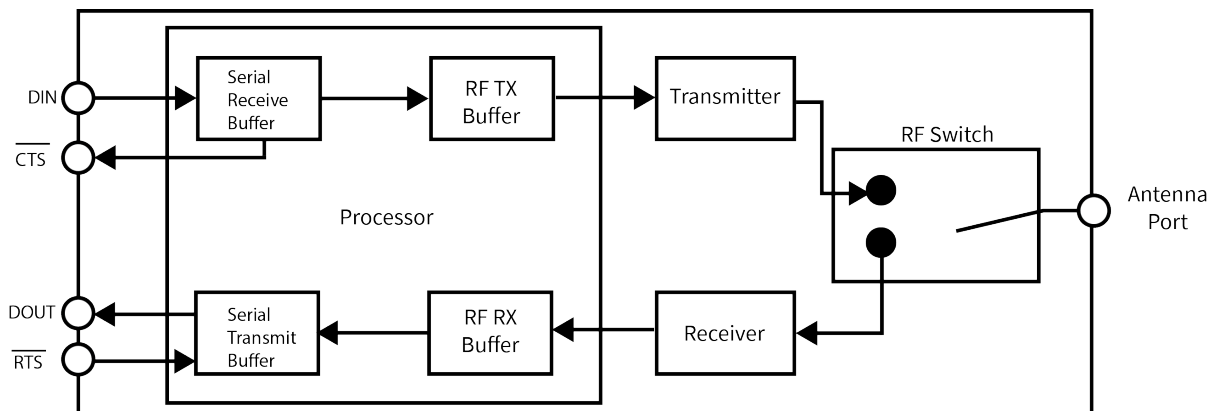 DIN
Serial
Receive
Buffer
RF TX
Buffer
Transmitter
CTS
RF Switch
Processor
Antenna
Port
DOUT
Serial
Transmit
Buffer
RF RX
Buffer
Receiver
RTS